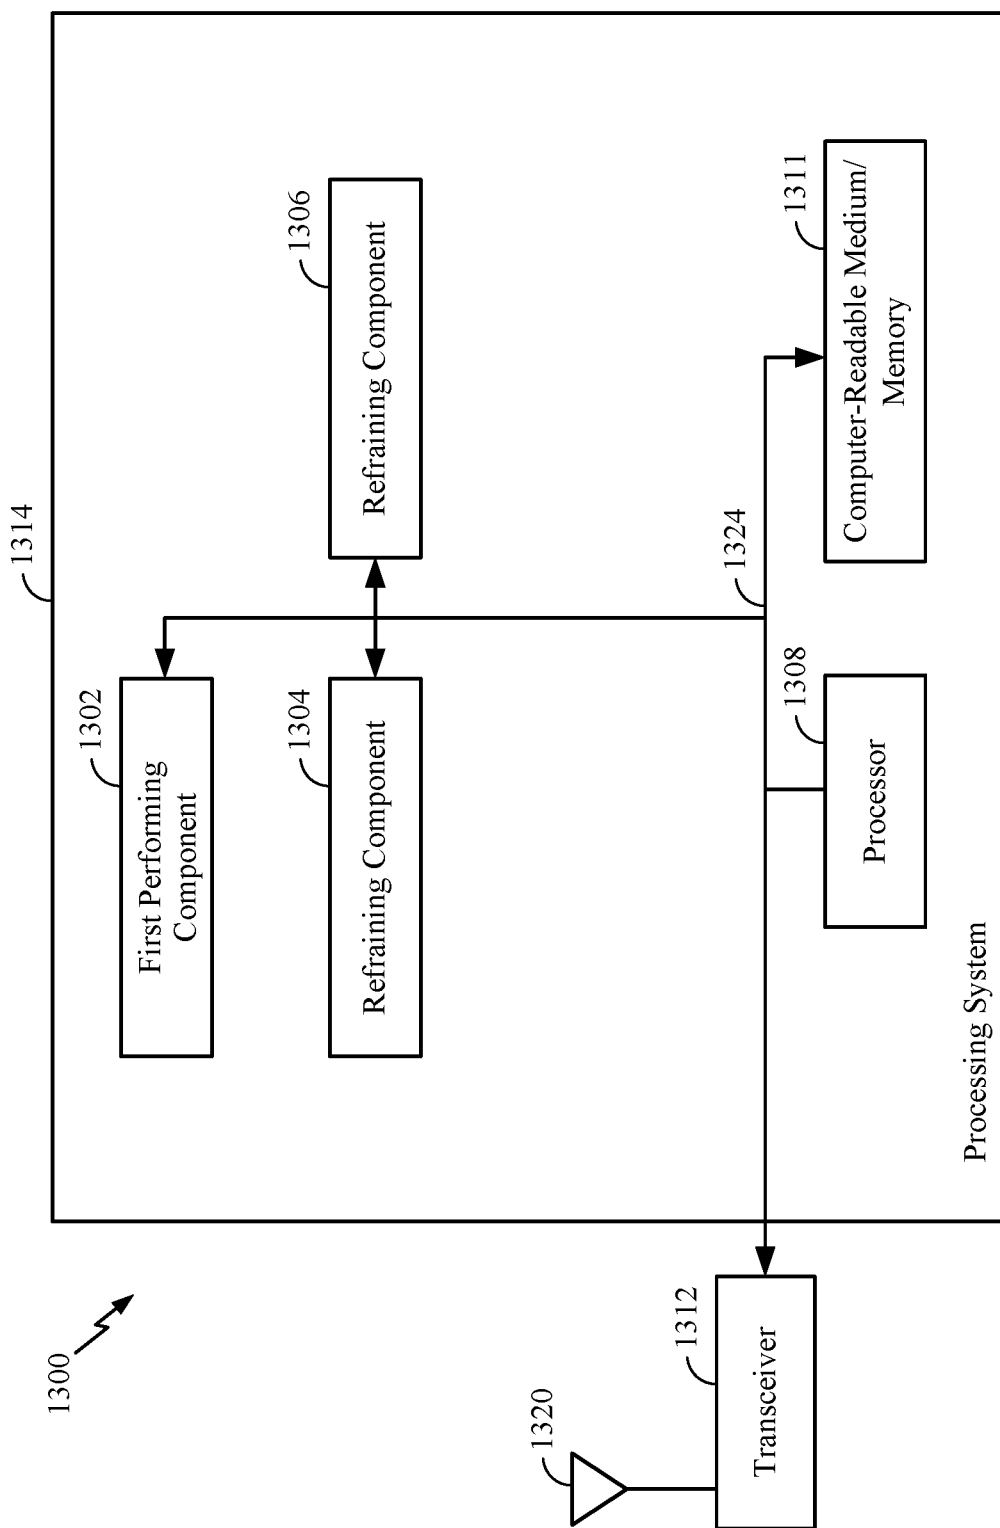 1300
1314
1302
First Performing
Component
1304
Refraining Component
1306
Refraining Component
1324
1320
1312
Transceiver
1308
Processor
1311
Computer-Readable Medium/
Memory
Processing System